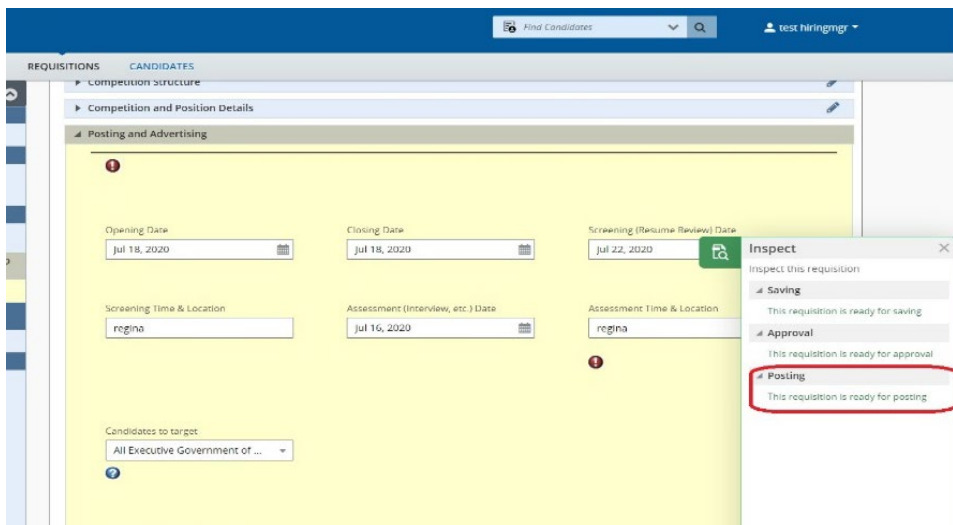 Find Candidates
test hiringmgr
REQUISITIONS CANDIDATES
Competition Structure
Competition and Position Details
Posting and Advertising
Opening Date Closing Date Screening (Resume Review) Date
Jul 18, 2020 Jul 18, 2020 Jul 22, 2020
Screening Time & Location Assessment (Interview, etc.) Date Assessment Time & Location
regina Jul 16, 2020 regina
Candidates to target
All Executive Government of ...
Inspect
Inspect this requisition
Saving
This requisition is ready for saving
Approval
This requisition is ready for approval
Posting
This requisition is ready for posting